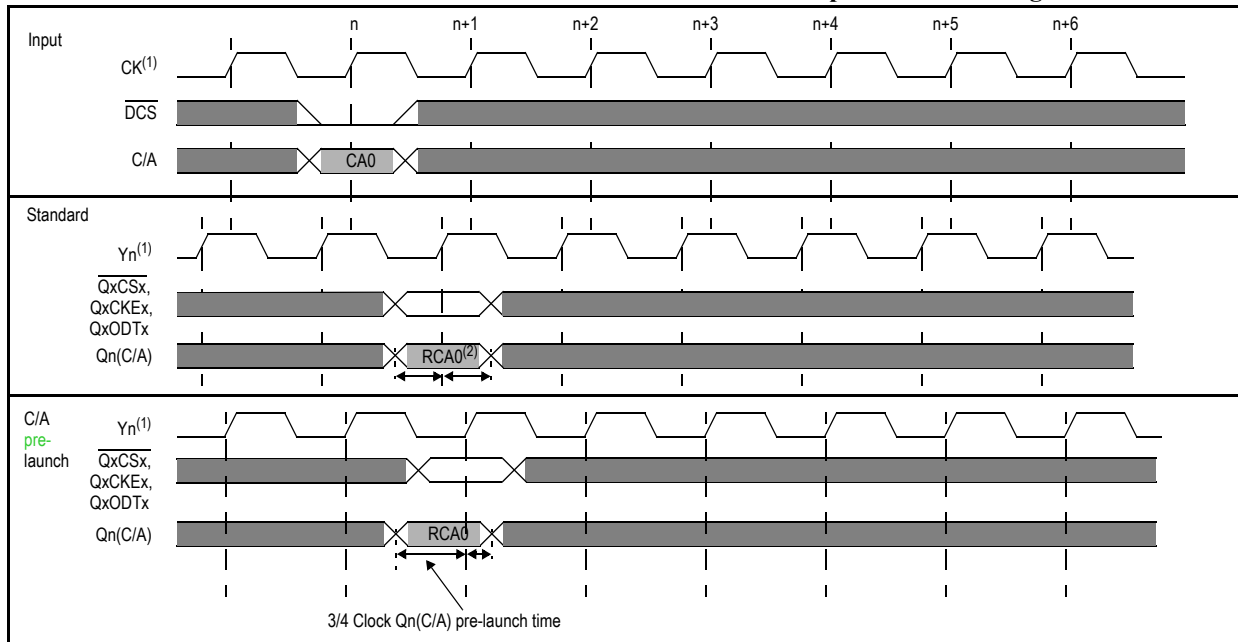 n n+1 n+2 n+3 n+4 n+5 n+6
Input
CK(1)
DCS
C/A CA0
Standard
Yn(1)
QxCSx,
QxCKEx,
QxODTx
Qn(C/A) RCA0(2)
C/A
pre-
launch
Yn(1)
QxCSx,
QxCKEx,
QxODTx
Qn(C/A) RCA0
3/4 Clock Qn(C/A) pre-launch time